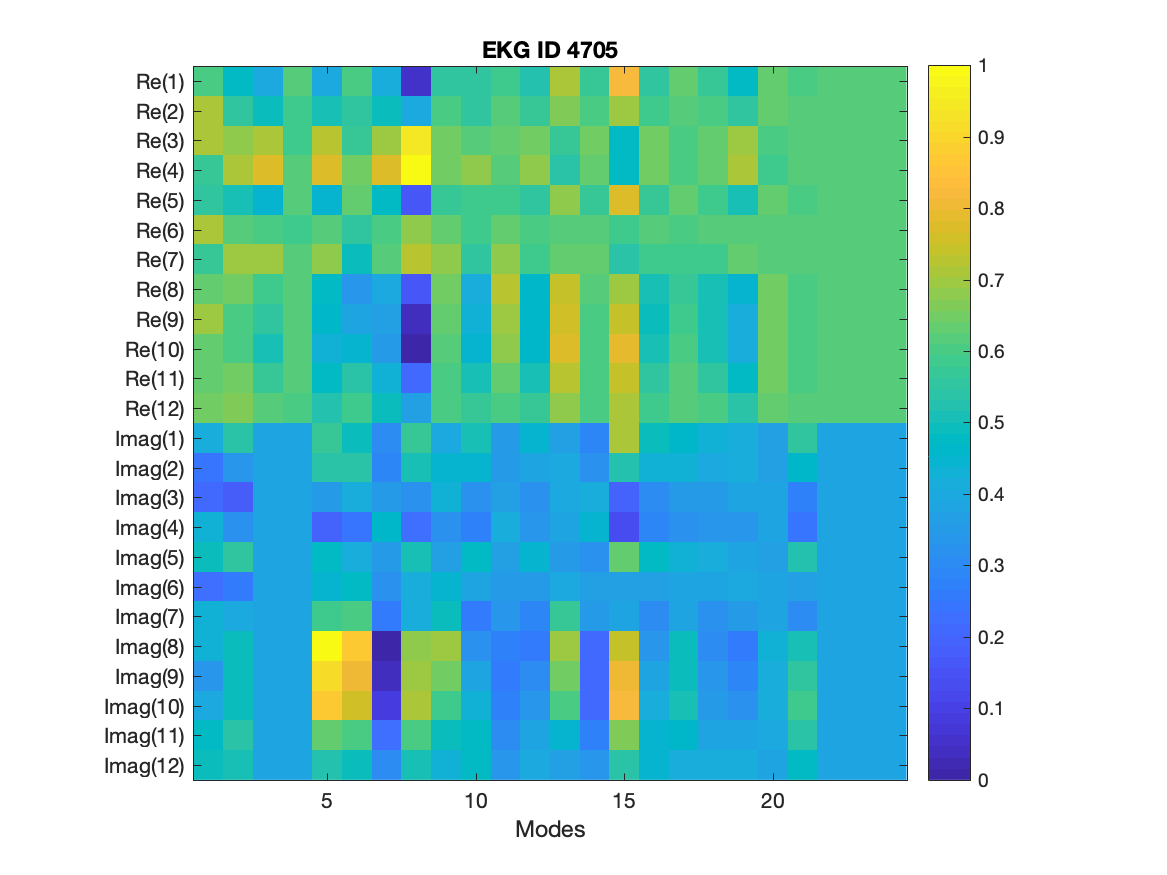 EKG ID 4705
Re(1)
Re(2)
Re(3)
Re(4)
Re(5)
Re(6)
Re(7)
Re(8)
Re(9)
Re(10)
Re(11)
Re(12)
Imag(1)
Imag(2)
Imag(3)
Imag(4)
Imag(5)
Imag(6)
Imag(7)
Imag(8)
Imag(9)
Imag(10)
Imag(11)
Imag(12)
5 10 15 20
Modes
1
0.9
0.8
0.7
0.6
0.5
0.4
0.3
0.2
0.1
0